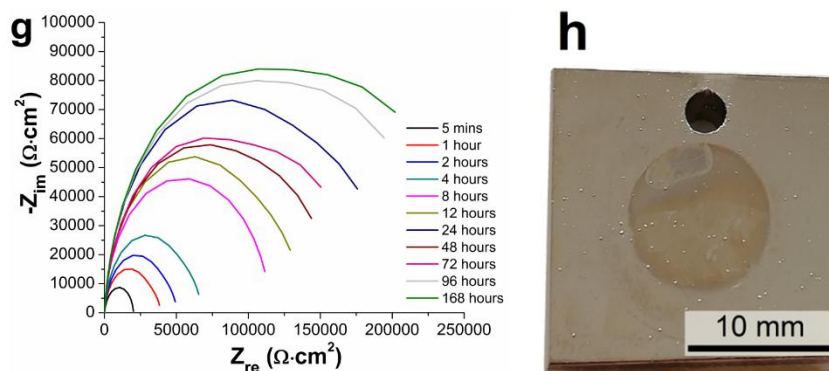 g
100000
90000
80000
70000
60000
50000
40000
30000
20000
10000
0
-Z_im (Ω·cm²)
0 50000 100000 150000 200000 250000
Z_re (Ω·cm²)
5 mins
1 hour
2 hours
4 hours
8 hours
12 hours
24 hours
48 hours
72 hours
96 hours
168 hours
h
10 mm